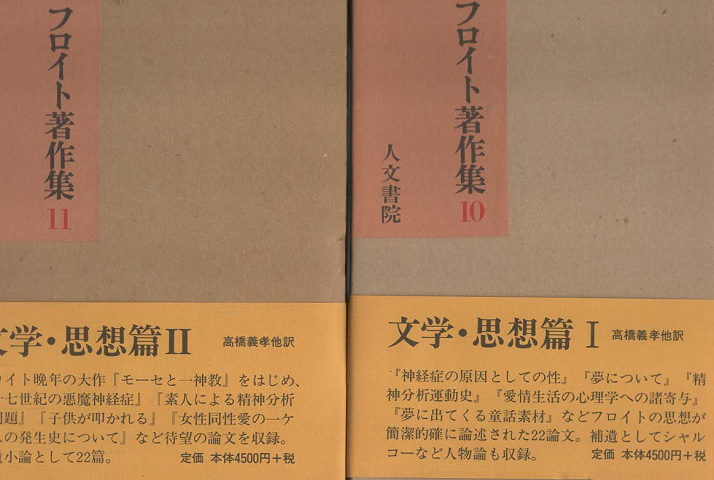 フロイト著作集
11
文学・思想篇II
高橋義孝他訳
イト晩年の大作『モーセと一神教』をはじめ、
七世紀の悪魔神経症』『素人による精神分析
問題』『子供が叩かれる』『女性同性愛の一ケ
の発生史について』など待望の論文を収録。
小論として22篇。
定価 本体4500円+税
フロイト著作集
10
人文書院
文学・思想篇 I
高橋義孝他訳
『神経症の原因としての性』『夢について』『精
神分析運動史』『愛情生活の心理学への諸寄与』
『夢に出てくる童話素材』などフロイトの思想が
簡潔的確に論述された22論文。補遺としてシャル
コーなど人物論も収録。
定価 本体4500円+税